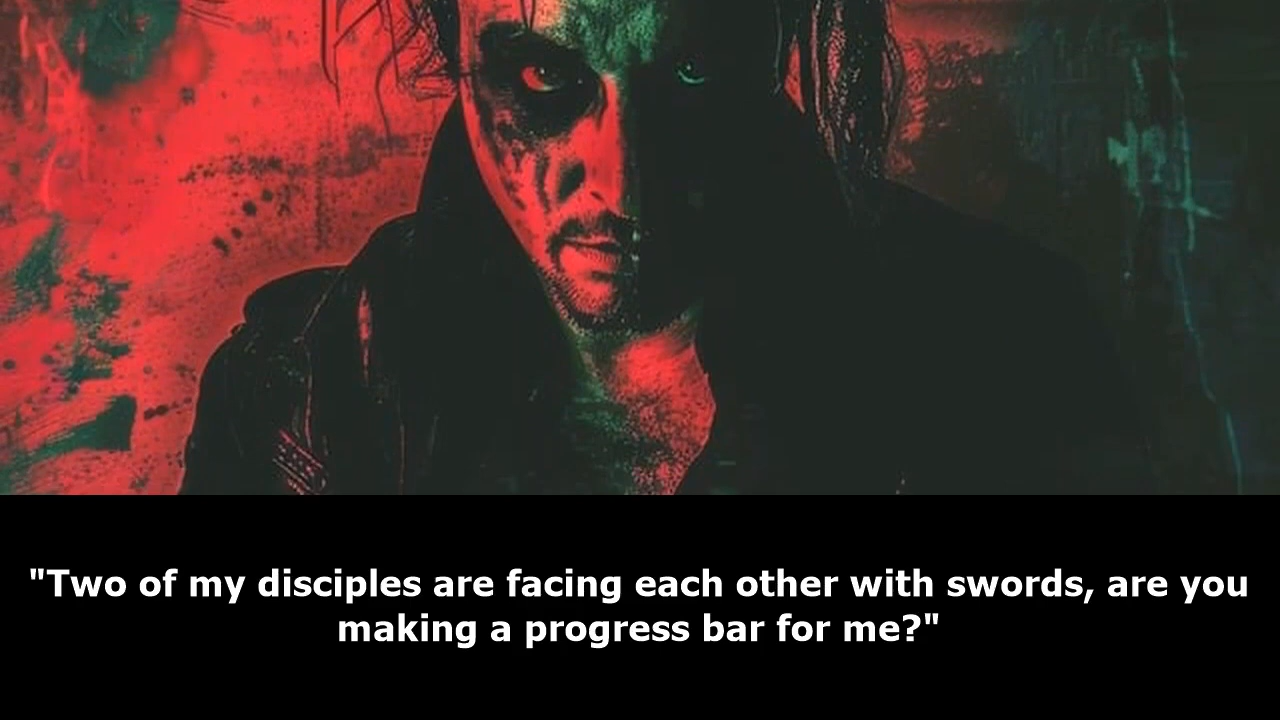 "Two of my disciples are facing each other with swords, are you
making a progress bar for me?"